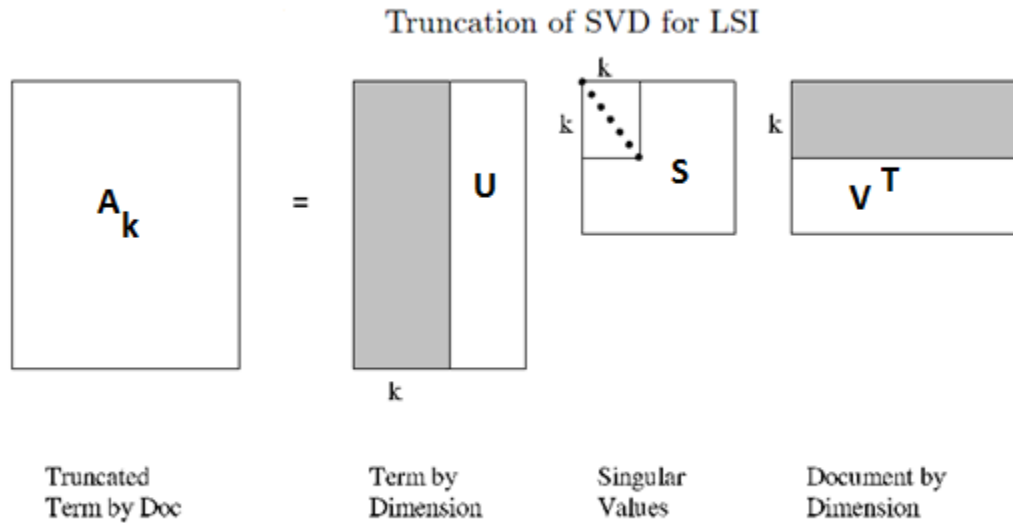 Truncation of SVD for LSI
k
k
k
A k
=
U
S
V T
k
Truncated
Term by Doc
Term by
Dimension
Singular
Values
Document by
Dimension